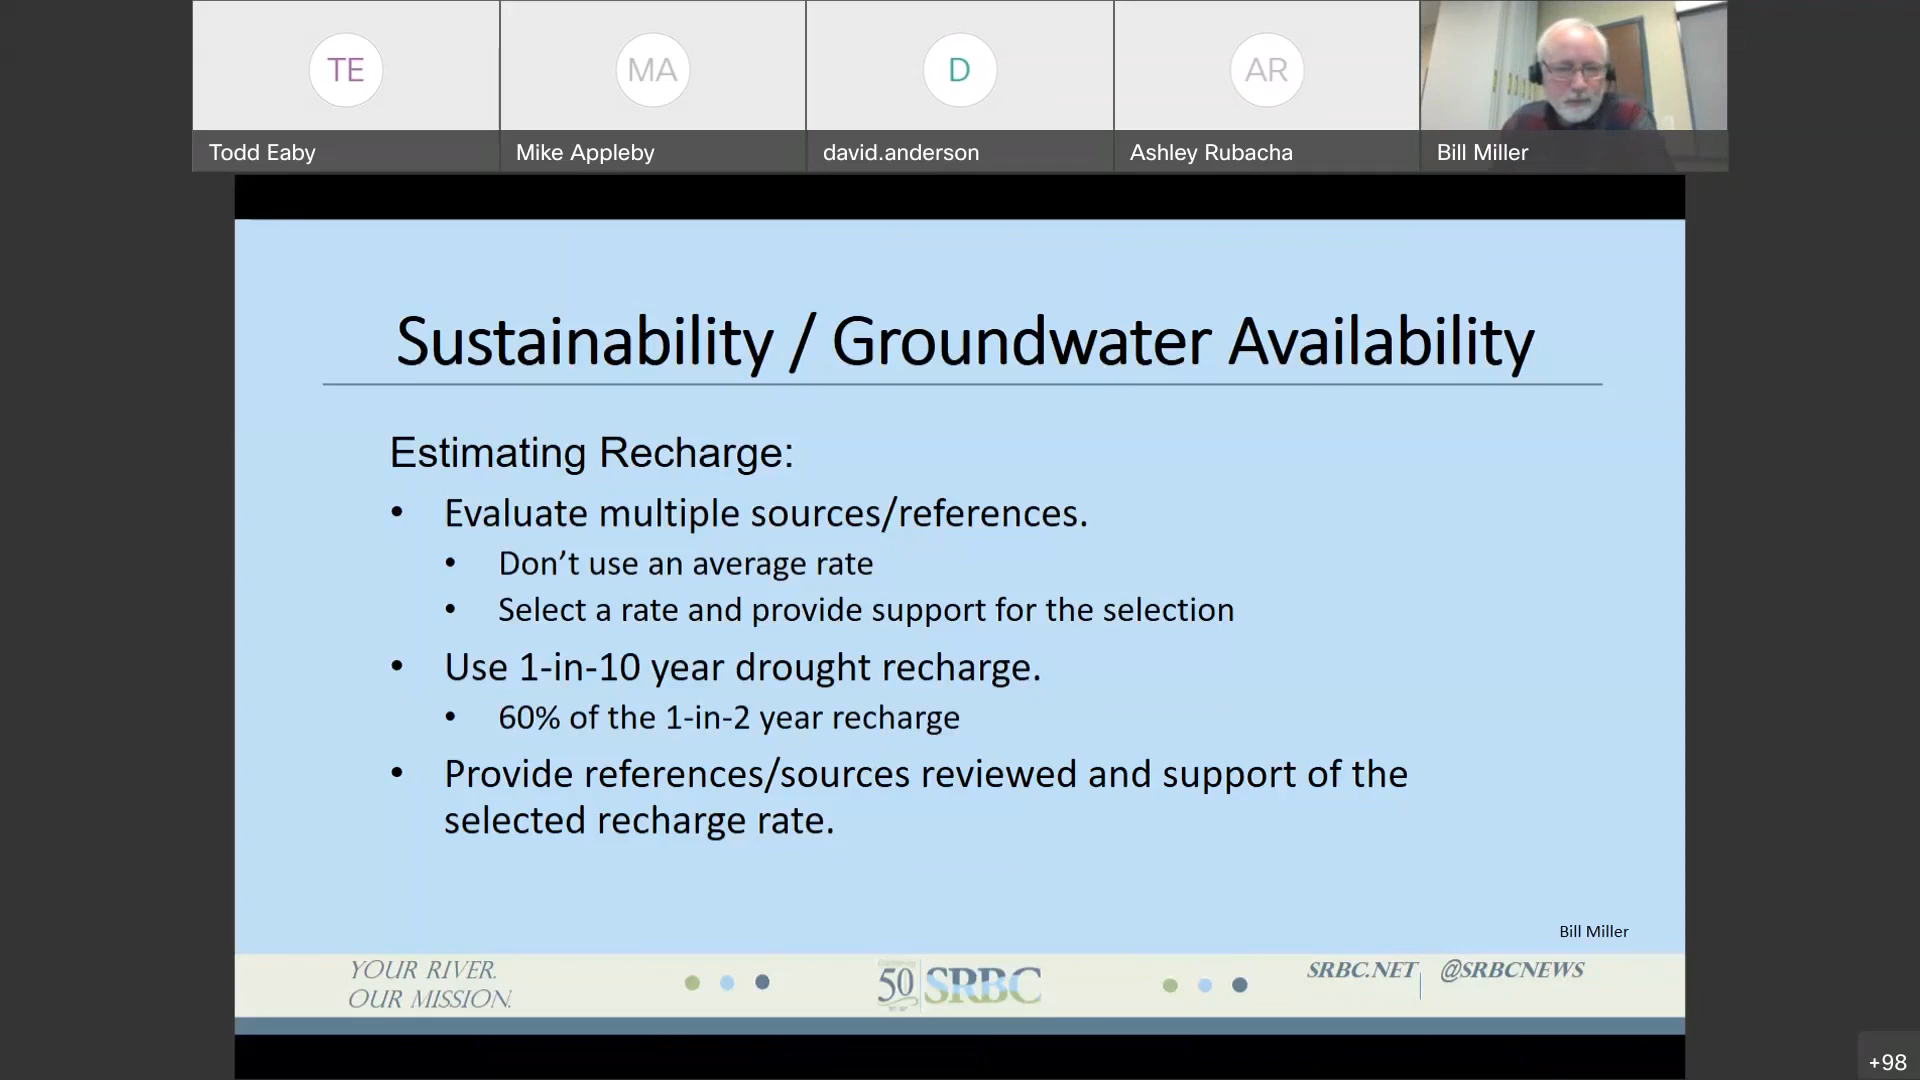 TE
MA
D
AR
Todd Eaby
Mike Appleby
david.anderson
Ashley Rubacha
Bill Miller
Sustainability / Groundwater Availability
Estimating Recharge:
• Evaluate multiple sources/references.
• Don’t use an average rate
• Select a rate and provide support for the selection
• Use 1-in-10 year drought recharge.
• 60% of the 1-in-2 year recharge
• Provide references/sources reviewed and support of the
selected recharge rate.
Bill Miller
YOUR RIVER.
OUR MISSION.
50 SRBC
SRBC.NET | @SRBCNEWS
+98